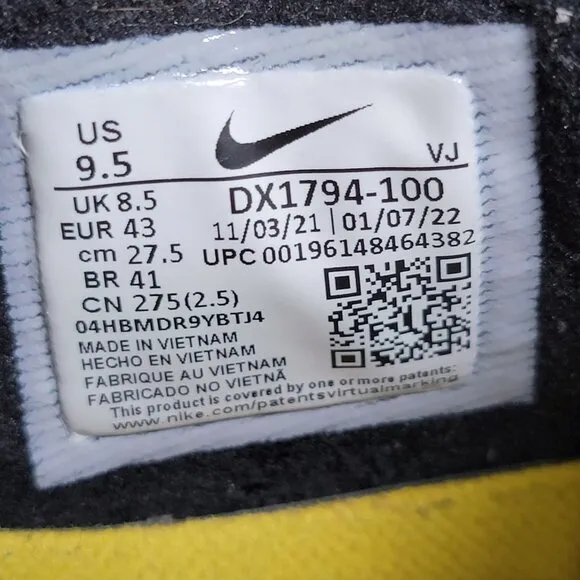 US
9.5
VJ
UK 8.5
DX1794-100
EUR 43
11/03/21 | 01/07/22
cm 27.5
UPC 00196148464382
BR 41
CN 275(2.5)
04HBMDR9YBTJ4
MADE IN VIETNAM
HECHO EN VIETNAM
FABRIQUE AU VIETNAM
FABRICADO NO VIETNÃ
This product is covered by one or more patents:
www.nike.com/patentsvirtualmarking